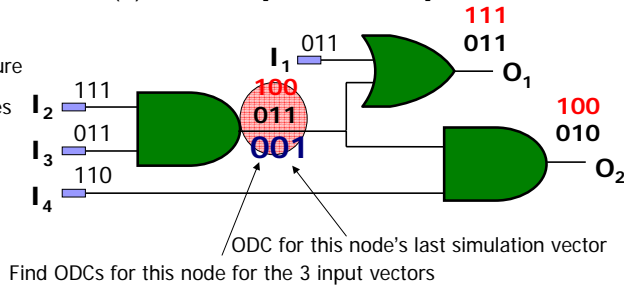 111
011
I1 011
ure
O1
111
es
I2
100
011
001
100
010
011
I3
O2
110
I4
ODC for this node's last simulation vector
Find ODCs for this node for the 3 input vectors